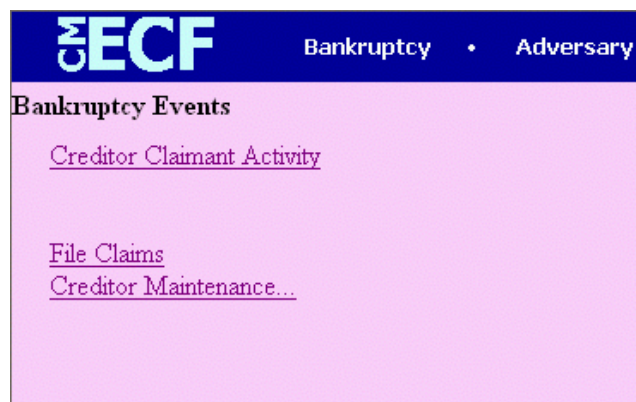 CM ECF Bankruptcy • Adversary
Bankruptcy Events
Creditor Claimant Activity
File Claims
Creditor Maintenance...